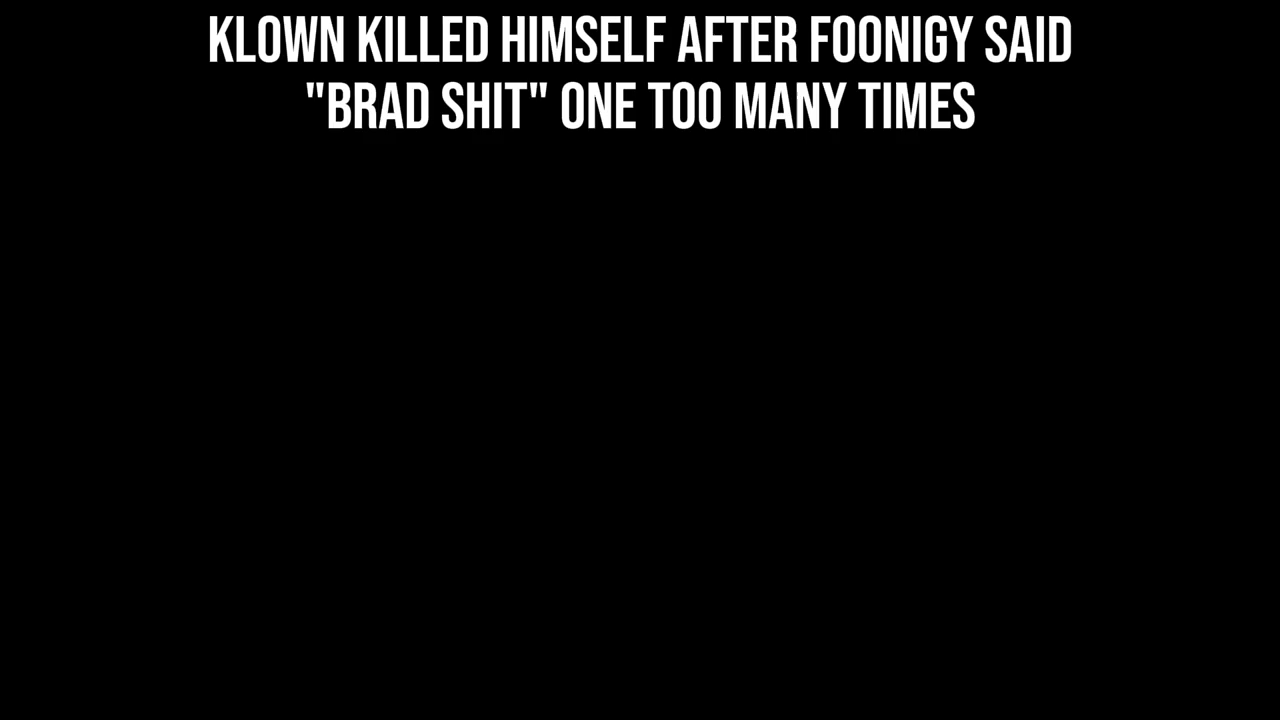 KLOWN KILLED HIMSELF AFTER FOONIGY SAID
"BRAD SHIT" ONE TOO MANY TIMES